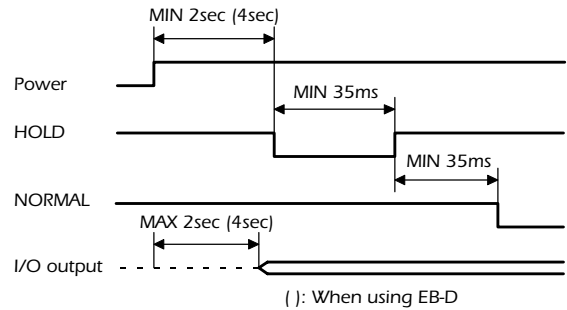 MIN 2sec (4sec)
Power
MIN 35ms
HOLD
MIN 35ms
NORMAL
MAX 2sec (4sec)
I/O output
( ): When using EB-D